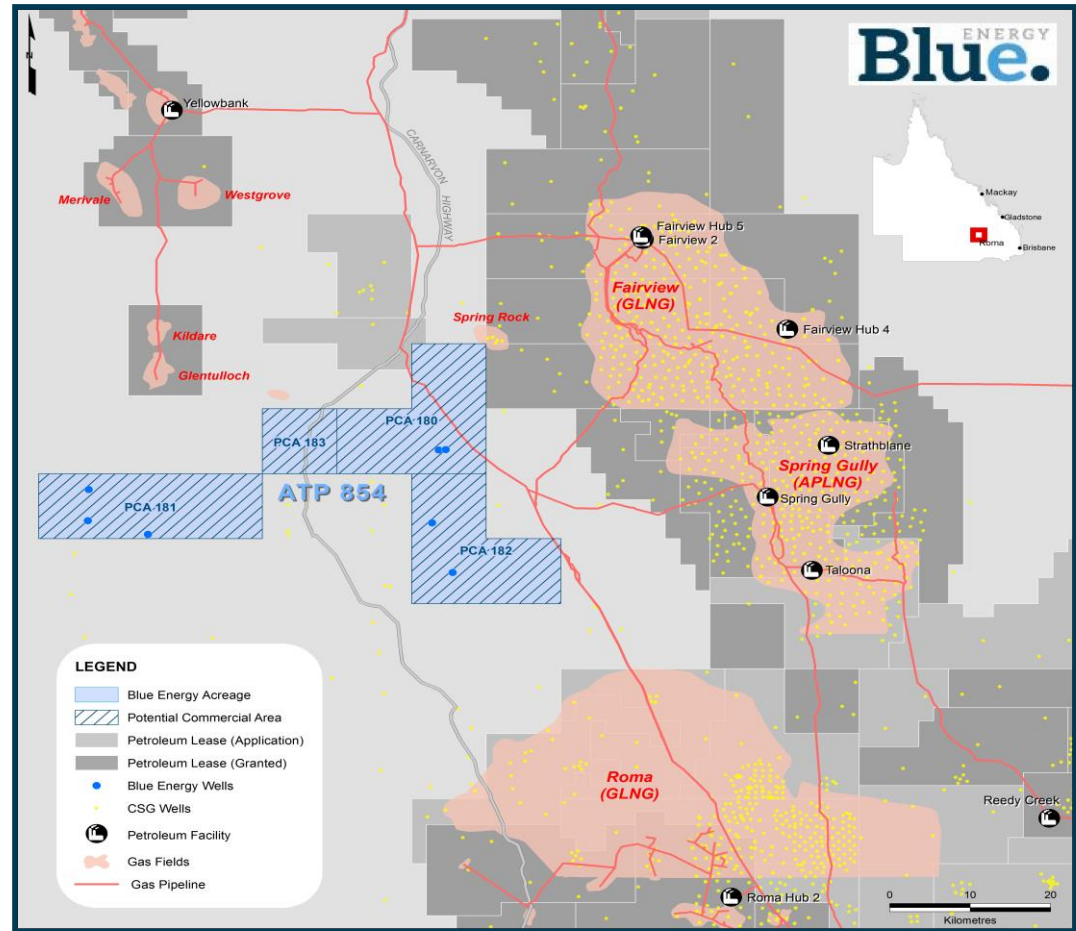 N
Blue.
ENERGY
Yellowbank
CARNARVON HIGHWAY
Merivale
Westgrove
Mackay
Gladstone
Roma
Brisbane
Fairview Hub 5
Fairview 2
Fairview
(GLNG)
Fairview Hub 4
Spring Rock
Kildare
Glentulloch
PCA 180
PCA 183
ATP 854
PCA 181
PCA 182
Strathblane
Spring Gully
(APLNG)
Spring Gully
Taloona
LEGEND
Blue Energy Acreage
Potential Commercial Area
Petroleum Lease (Application)
Petroleum Lease (Granted)
Blue Energy Wells
CSG Wells
Petroleum Facility
Gas Fields
Gas Pipeline
Roma
(GLNG)
Reedy Creek
Roma Hub 2
0 10 20
Kilometres